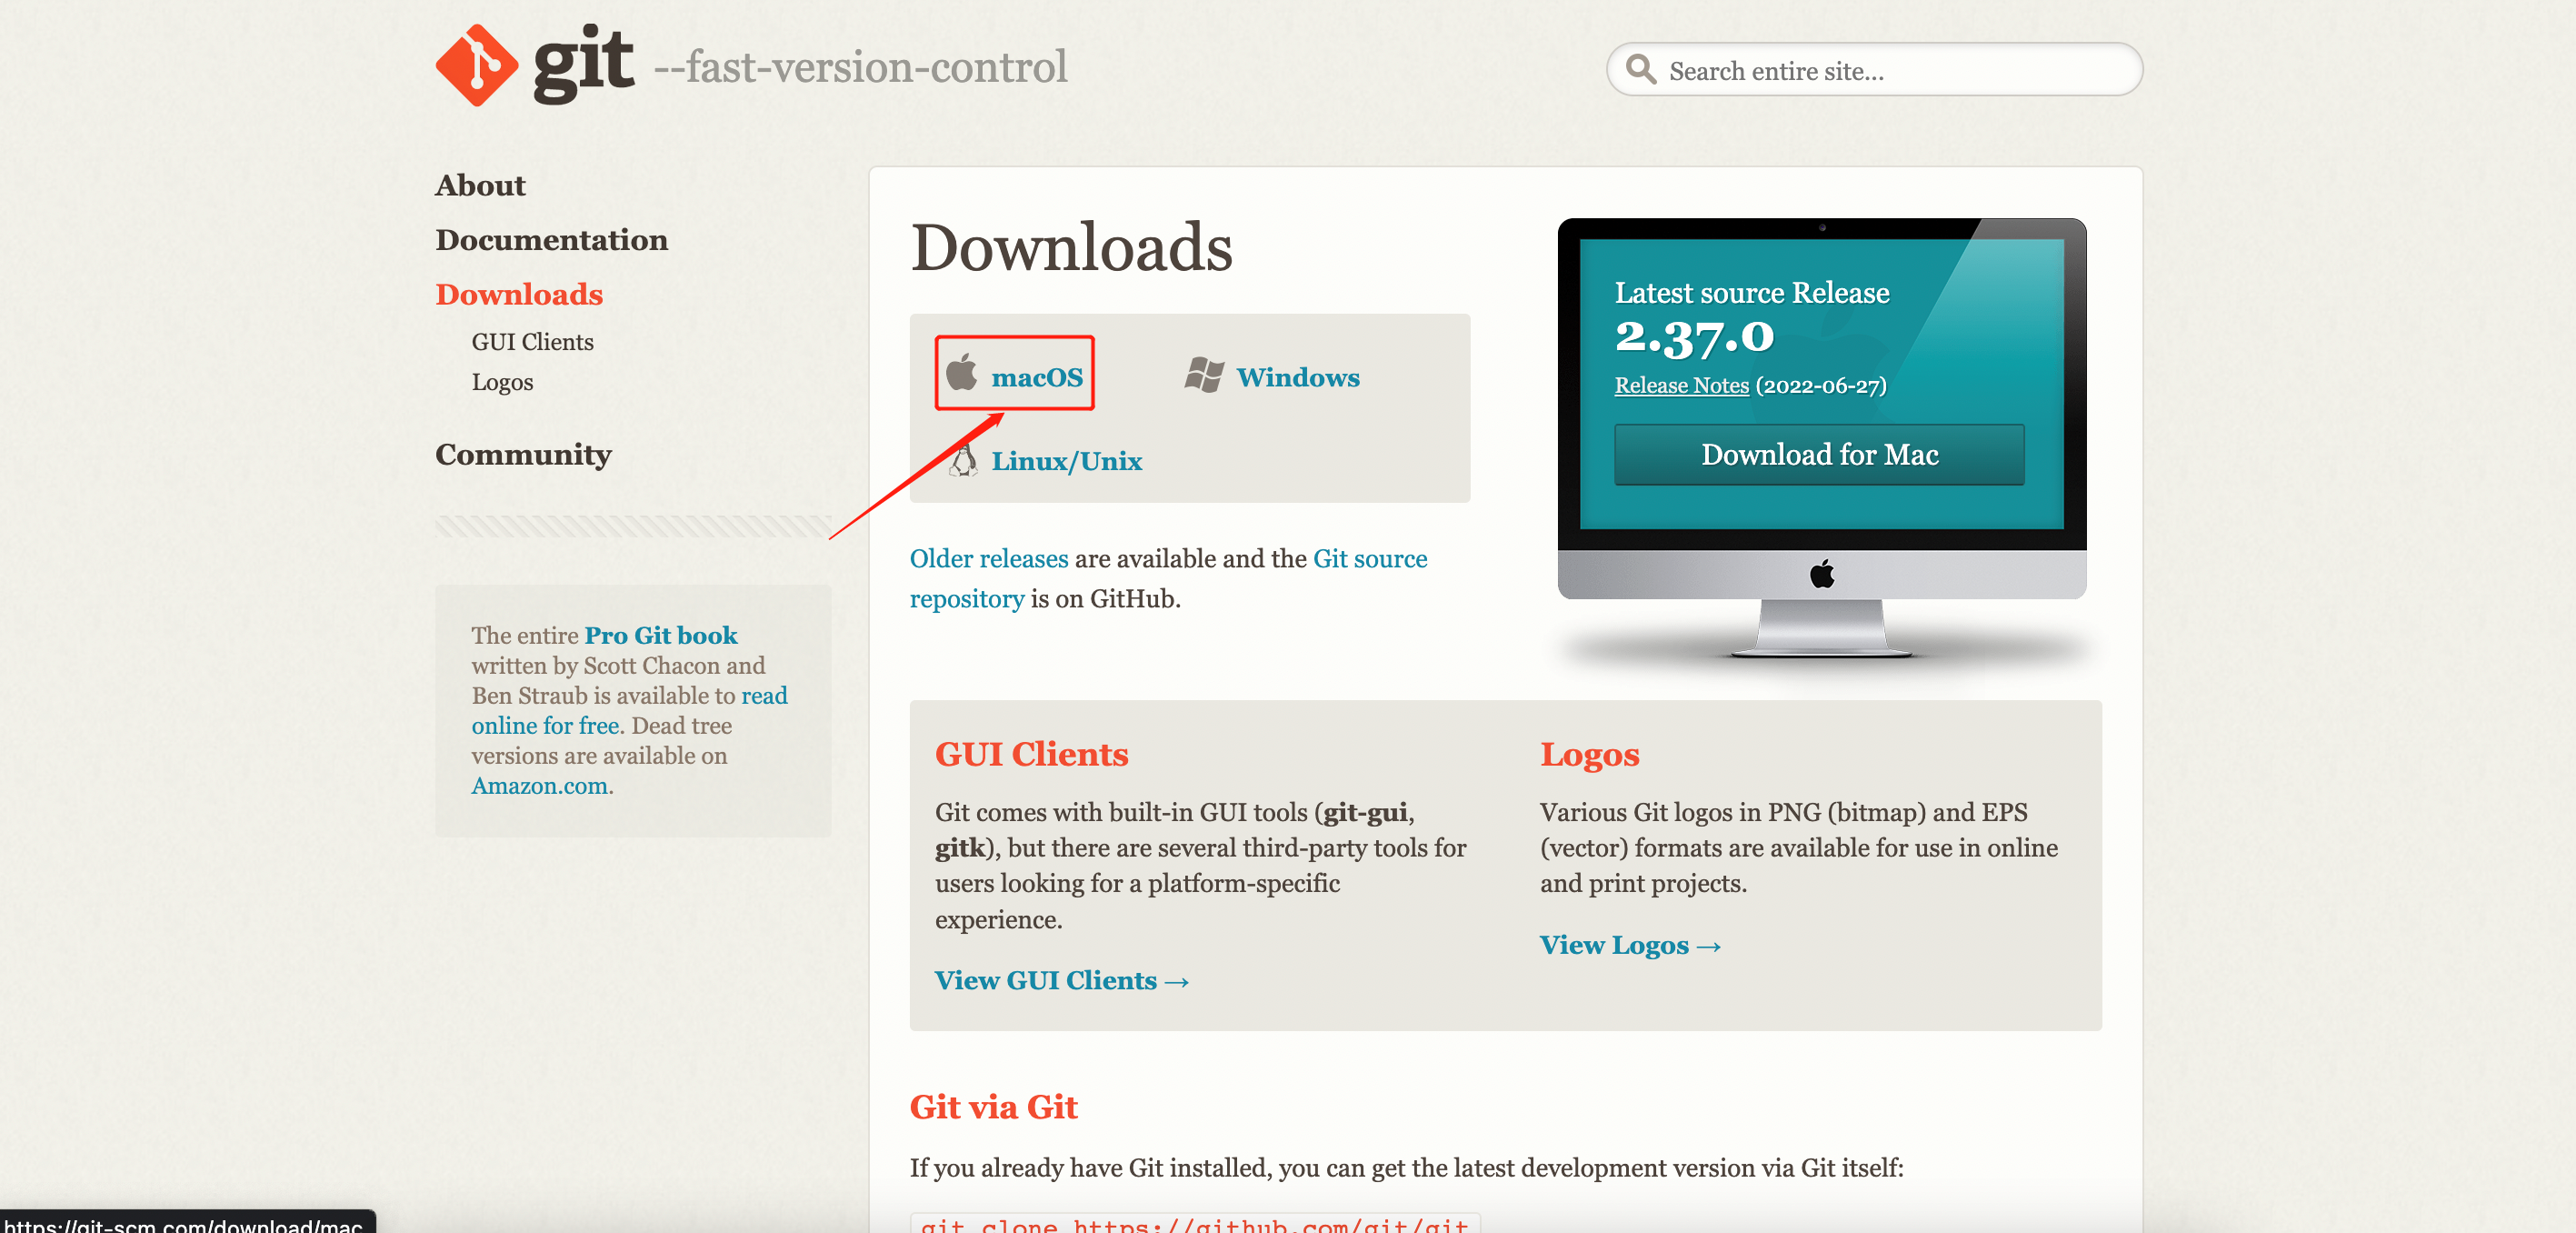 git --fast-version-control
Search entire site...
About
Documentation
Downloads
GUI Clients
Logos
Community
The entire Pro Git book
written by Scott Chacon and
Ben Straub is available to read
online for free. Dead tree
versions are available on
Amazon.com.
Downloads
macOS
Windows
Linux/Unix
Older releases are available and the Git source
repository is on GitHub.
Latest source Release
2.37.0
Release Notes (2022-06-27)
Download for Mac
GUI Clients
Git comes with built-in GUI tools (git-gui,
gitk), but there are several third-party tools for
users looking for a platform-specific
experience.
View GUI Clients →
Logos
Various Git logos in PNG (bitmap) and EPS
(vector) formats are available for use in online
and print projects.
View Logos →
Git via Git
If you already have Git installed, you can get the latest development version via Git itself:
git clone https://github.com/git/git
https://git-scm.com/download/mac